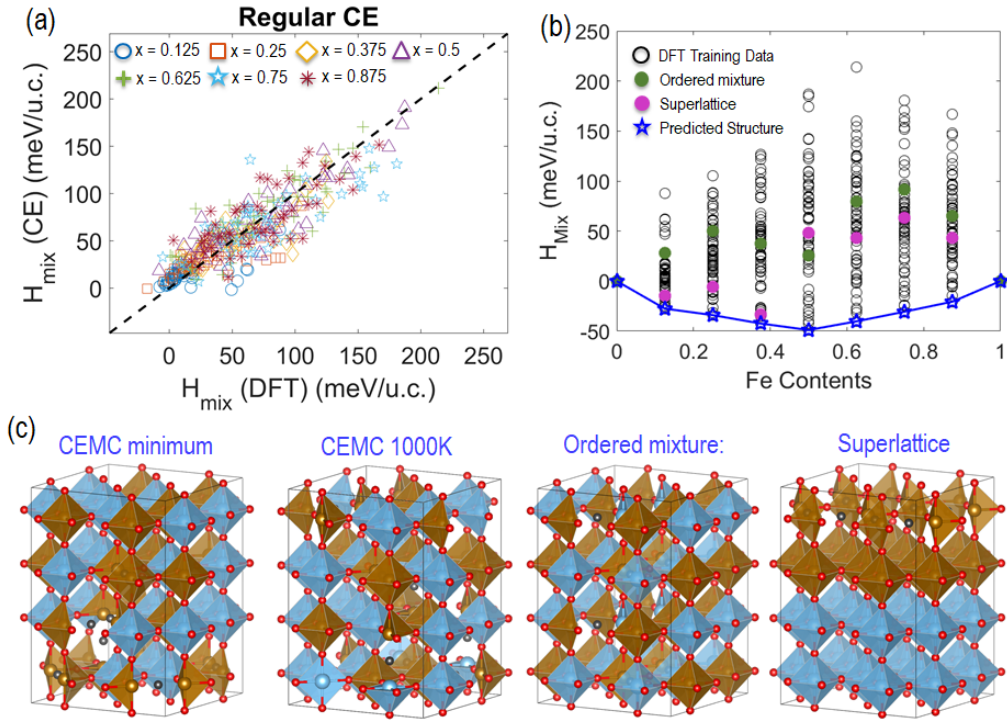 (a)
Regular CE
250
200
150
100
50
0
x = 0.125
x = 0.25
x = 0.375
x = 0.5
x = 0.625
x = 0.75
x = 0.875
H_mix (CE) (meV/u.c.)
0
50
100
150
200
250
H_mix (DFT) (meV/u.c.)
(b)
250
200
150
100
50
0
-50
DFT Training Data
Ordered mixture
Superlattice
Predicted Structure
H_Mix (meV/u.c.)
0
0.2
0.4
0.6
0.8
1
Fe Contents
(c)
CEMC minimum
CEMC 1000K
Ordered mixture:
Superlattice